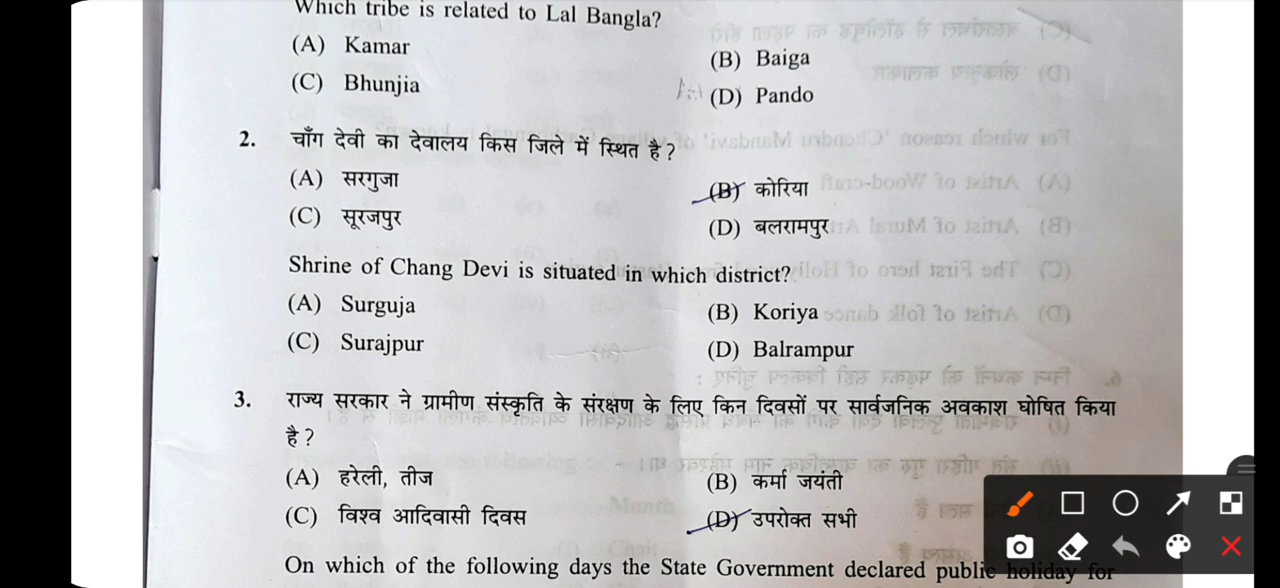 Which tribe is related to Lal Bangla?
(A) Kamar
(B) Baiga
(C) Bhunjia
(D) Pando
2. चाँग देवी का देवालय किस जिले में स्थित है?
(A) सरगुजा
(B) कोरिया
(C) सूरजपुर
(D) बलरामपुर
Shrine of Chang Devi is situated in which district?
(A) Surguja
(B) Koriya
(C) Surajpur
(D) Balrampur
3. राज्य सरकार ने ग्रामीण संस्कृति के संरक्षण के लिए किन दिवसों पर सार्वजनिक अवकाश घोषित किया
है?
(A) हरेली, तीज
(B) कर्मा जयंती
(C) विश्व आदिवासी दिवस
(D) उपरोक्त सभी
On which of the following days the State Government declared public holiday for